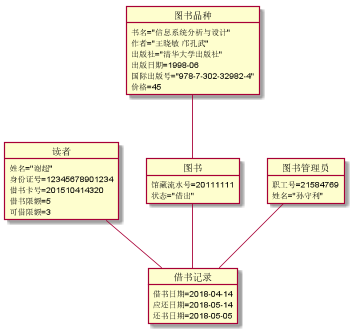 图书品种
书名="信息系统分析与设计"
作者="王晓敏 邝孔武"
出版社="清华大学出版社"
出版日期=1998-06
国际出版号="978-7-302-32982-4"
价格=45
读者
姓名="谢超"
身份证号=12345678901234
借书卡号=201510414320
借书限额=5
可借限额=3
图书
馆藏流水号=20111111
状态="借出"
图书管理员
职工号=21584769
姓名="孙守利"
借书记录
借书日期=2018-04-14
应还日期=2018-05-14
还书日期=2018-05-05